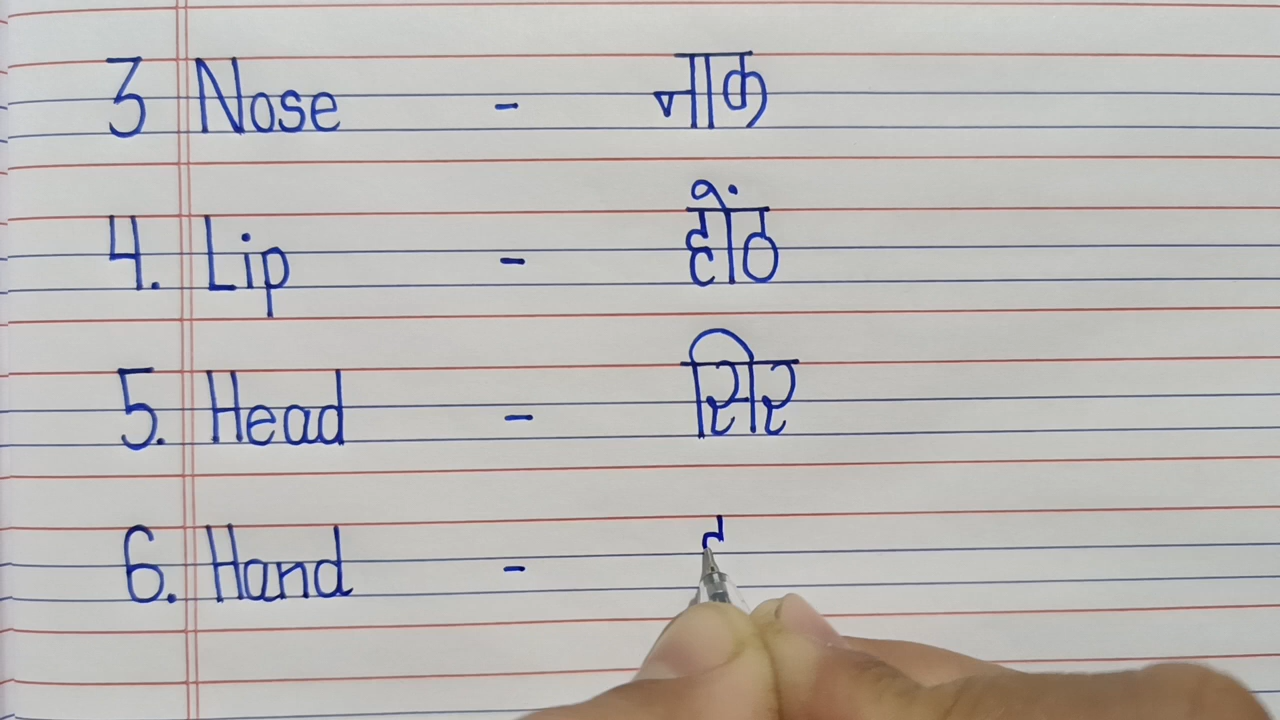 3 Nose - नाक
4. Lip - होंठ
5. Head - सिर
6. Hand -